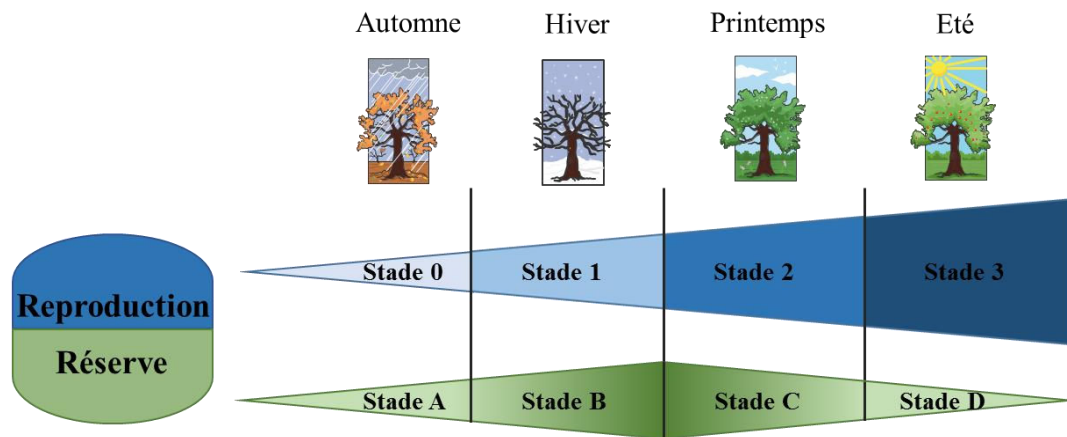 Automne
Hiver
Printemps
Eté
Reproduction
Réserve
Stade 0
Stade 1
Stade 2
Stade 3
Stade A
Stade B
Stade C
Stade D